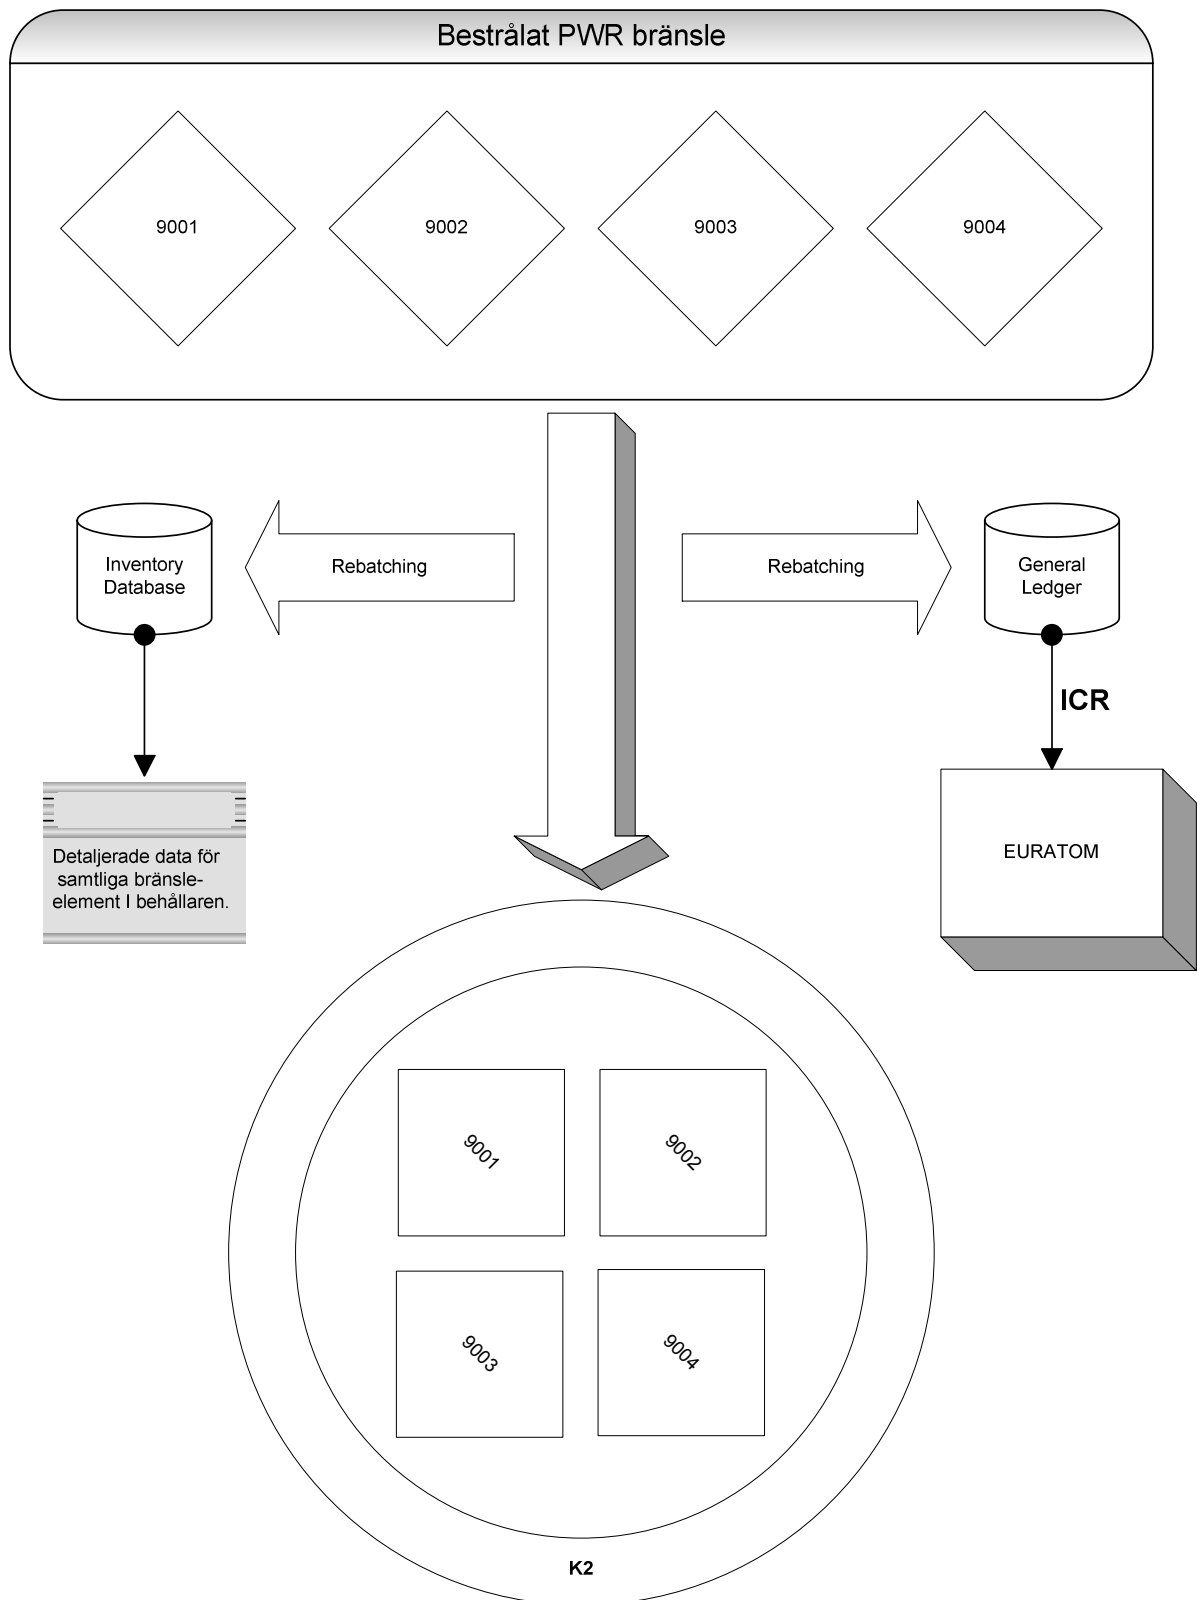 Bestrålat PWR bränsle
9001
9002
9003
9004
Inventory
Database
Rebatching
Rebatching
General
Ledger
ICR
Detaljerade data för
samtliga bränsle-
element I behållaren.
EURATOM
9001
9002
9003
9004
K2